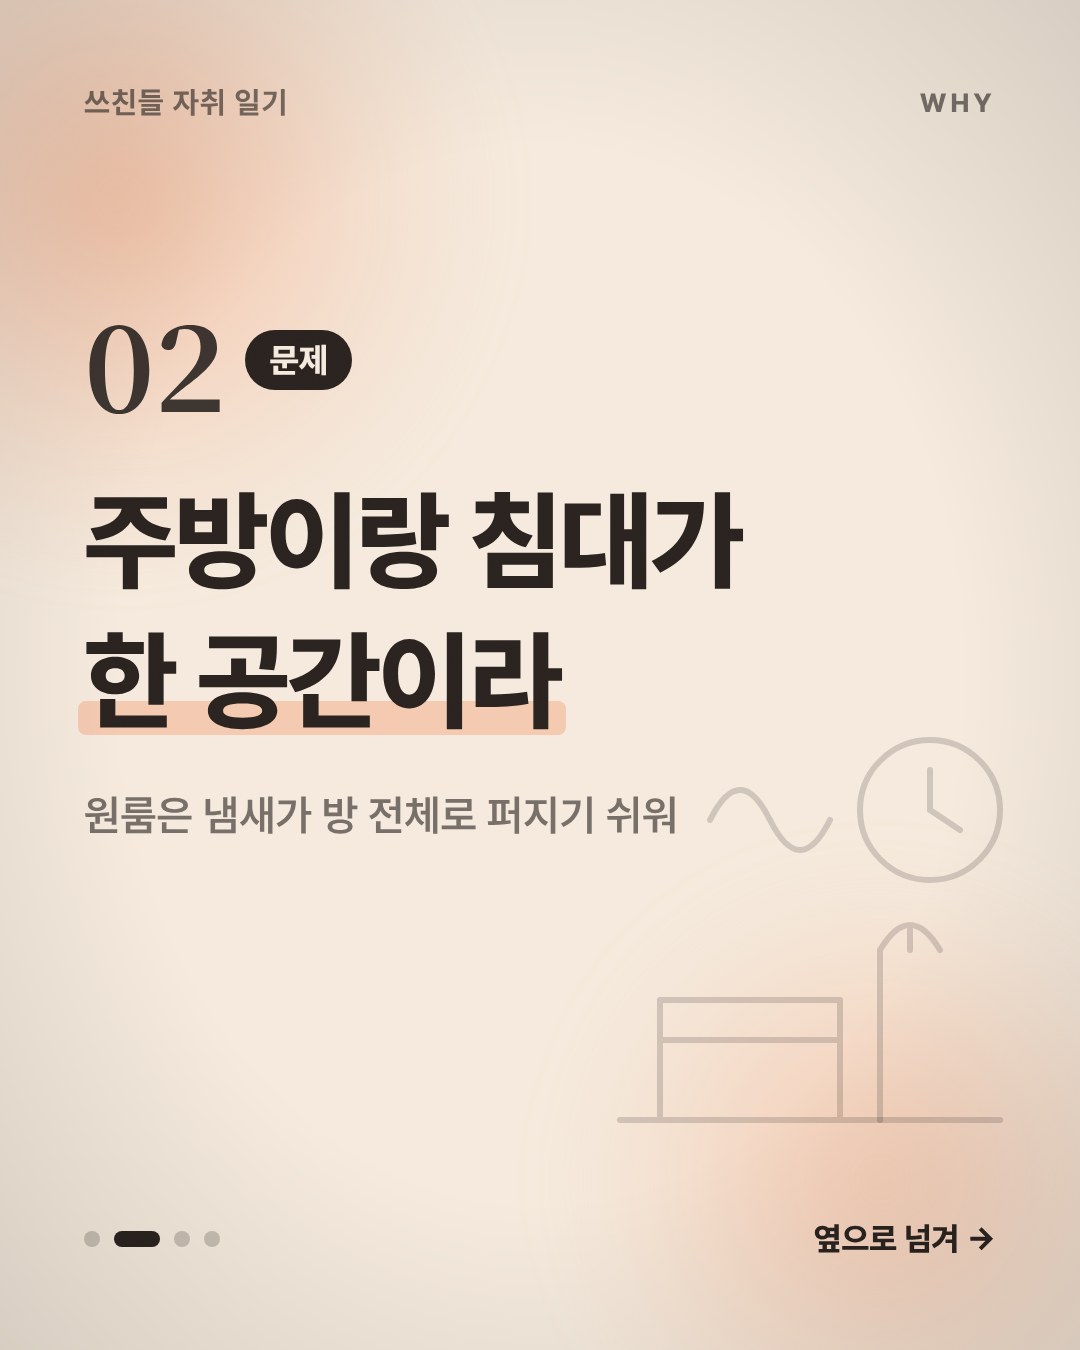 쓰친들 자취 일기
WHY
02
문제
주방이랑 침대가
한 공간이라
원룸은 냄새가 방 전체로 퍼지기 쉬워
옆으로 넘겨 →